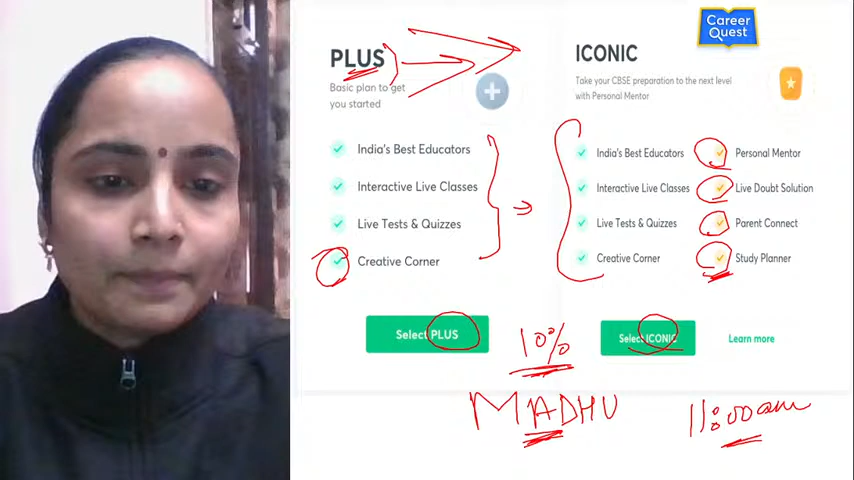 Career
Quest
PLUS
Basic plan to get
you started
India's Best Educators
Interactive Live Classes
Live Tests & Quizzes
Creative Corner
Select PLUS
ICONIC
Take your CBSE preparation to the next level
with Personal Mentor
India's Best Educators
Interactive Live Classes
Live Tests & Quizzes
Creative Corner
Personal Mentor
Live Doubt Solution
Parent Connect
Study Planner
Select ICONIC
Learn more
10%
MADHU
11:00am